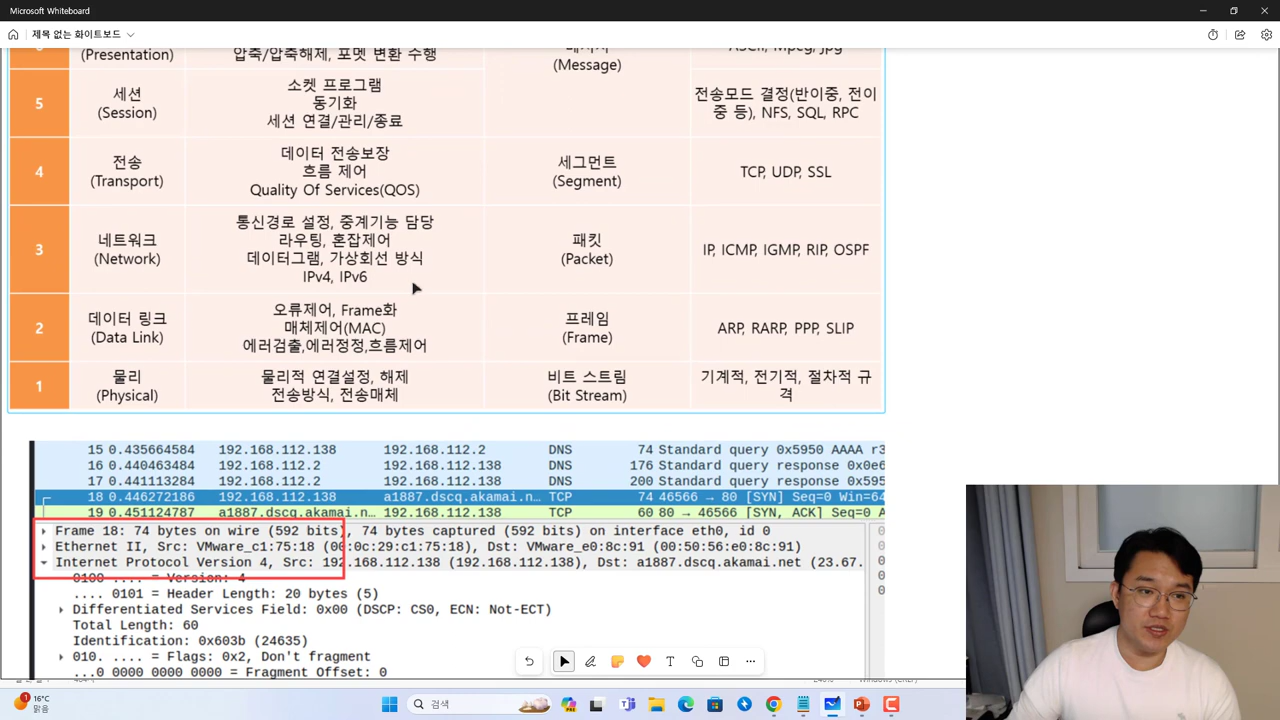 Microsoft Whiteboard
제목 없는 화이트보드
(Presentation)
압축/압축해제, 포멧 변환 수행
(Message)
ASCII, Mpeg, jpg
5
세션
(Session)
소켓 프로그램
동기화
세션 연결/관리/종료
전송모드 결정(반이중, 전이
중 등), NFS, SQL, RPC
4
전송
(Transport)
데이터 전송보장
흐름 제어
Quality Of Services(QOS)
세그먼트
(Segment)
TCP, UDP, SSL
3
네트워크
(Network)
통신경로 설정, 중계기능 담당
라우팅, 혼잡제어
데이터그램, 가상회선 방식
IPv4, IPv6
패킷
(Packet)
IP, ICMP, IGMP, RIP, OSPF
2
데이터 링크
(Data Link)
오류제어, Frame화
매체제어(MAC)
에러검출,에러정정,흐름제어
프레임
(Frame)
ARP, RARP, PPP, SLIP
1
물리
(Physical)
물리적 연결설정, 해제
전송방식, 전송매체
비트 스트림
(Bit Stream)
기계적, 전기적, 절차적 규
격
15 0.435664584 192.168.112.138 192.168.112.2 DNS 74 Standard query 0x5950 AAAA r3
16 0.440463484 192.168.112.2 192.168.112.138 DNS 176 Standard query response 0x0e6
17 0.441113487 192.168.112.2 192.168.112.138 DNS 200 Standard query response 0x595
18 0.446272186 192.168.112.138 a1887.dscq.akamai.n… TCP 74 46566 → 80 [SYN] Seq=0 Win=64
19 0.451124787 a1887.dscq.akamai.n… 192.168.112.138 TCP 60 80 → 46566 [SYN, ACK] Seq=0
Frame 18: 74 bytes on wire (592 bits), 74 bytes captured (592 bits) on interface eth0, id 0
Ethernet II, Src: VMware_c1:75:18 (00:0c:29:c1:75:18), Dst: VMware_e0:8c:91 (00:50:56:e0:8c:91)
Internet Protocol Version 4, Src: 192.168.112.138 (192.168.112.138), Dst: a1887.dscq.akamai.net (23.67.
0100 .... = Version: 4
.... 0101 = Header Length: 20 bytes (5)
Differentiated Services Field: 0x00 (DSCP: CS0, ECN: Not-ECT)
Total Length: 60
Identification: 0x603b (24635)
010. .... = Flags: 0x2, Don't fragment
...0 0000 0000 0000 = Fragment Offset: 0
16°C
맑음
검색